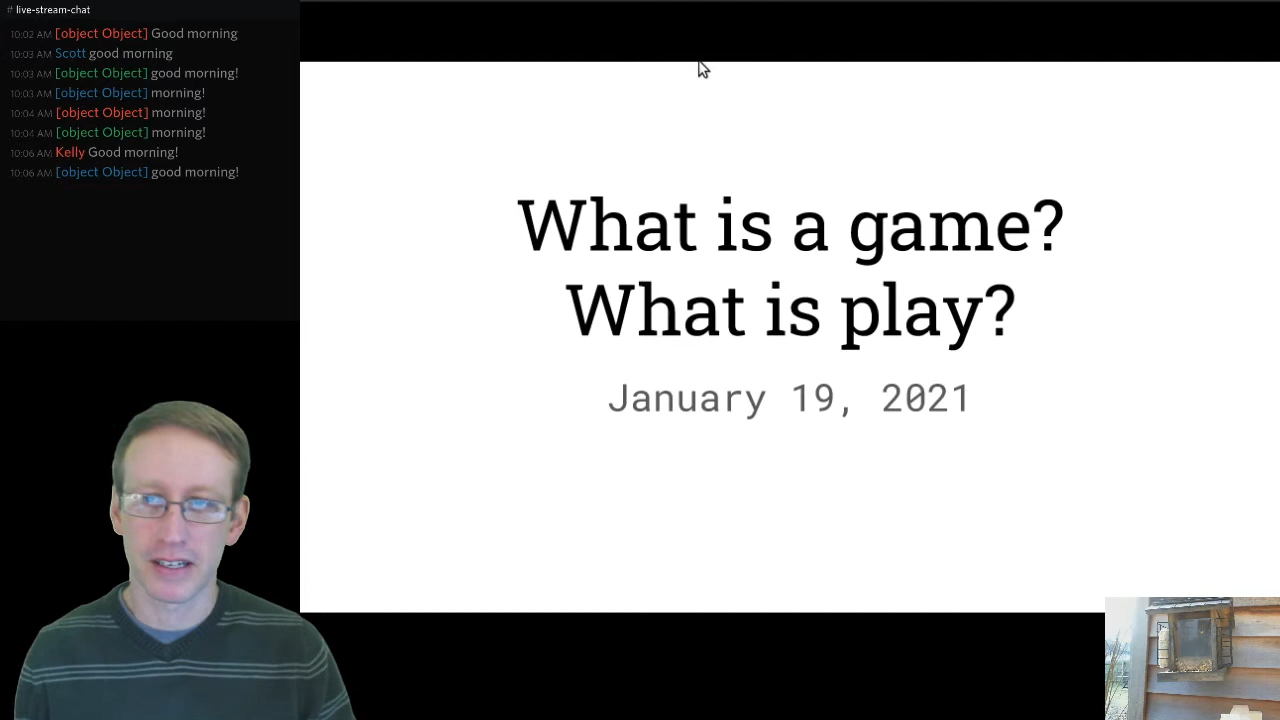 # live-stream-chat
10:02 AM [object Object] Good morning
10:03 AM Scott good morning
10:03 AM [object Object] good morning!
10:03 AM [object Object] morning!
10:04 AM [object Object] morning!
10:04 AM [object Object] morning!
10:06 AM Kelly Good morning!
10:06 AM [object Object] good morning!
What is a game?
What is play?
January 19, 2021